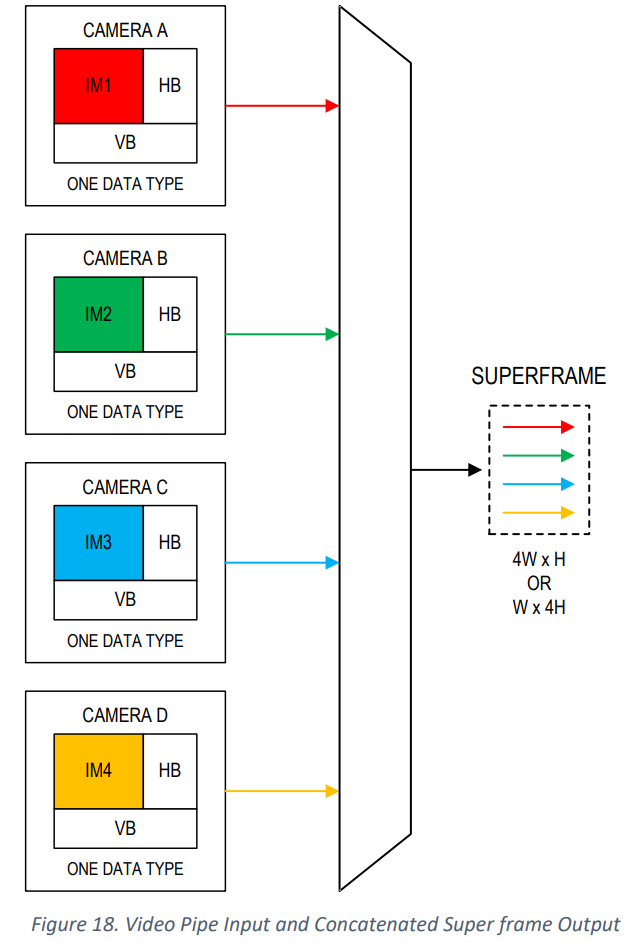 CAMERA A
IM1
HB
VB
ONE DATA TYPE
CAMERA B
IM2
HB
VB
ONE DATA TYPE
CAMERA C
IM3
HB
VB
ONE DATA TYPE
CAMERA D
IM4
HB
VB
ONE DATA TYPE
SUPERFRAME
4W x H
OR
W x 4H
Figure 18. Video Pipe Input and Concatenated Super frame Output